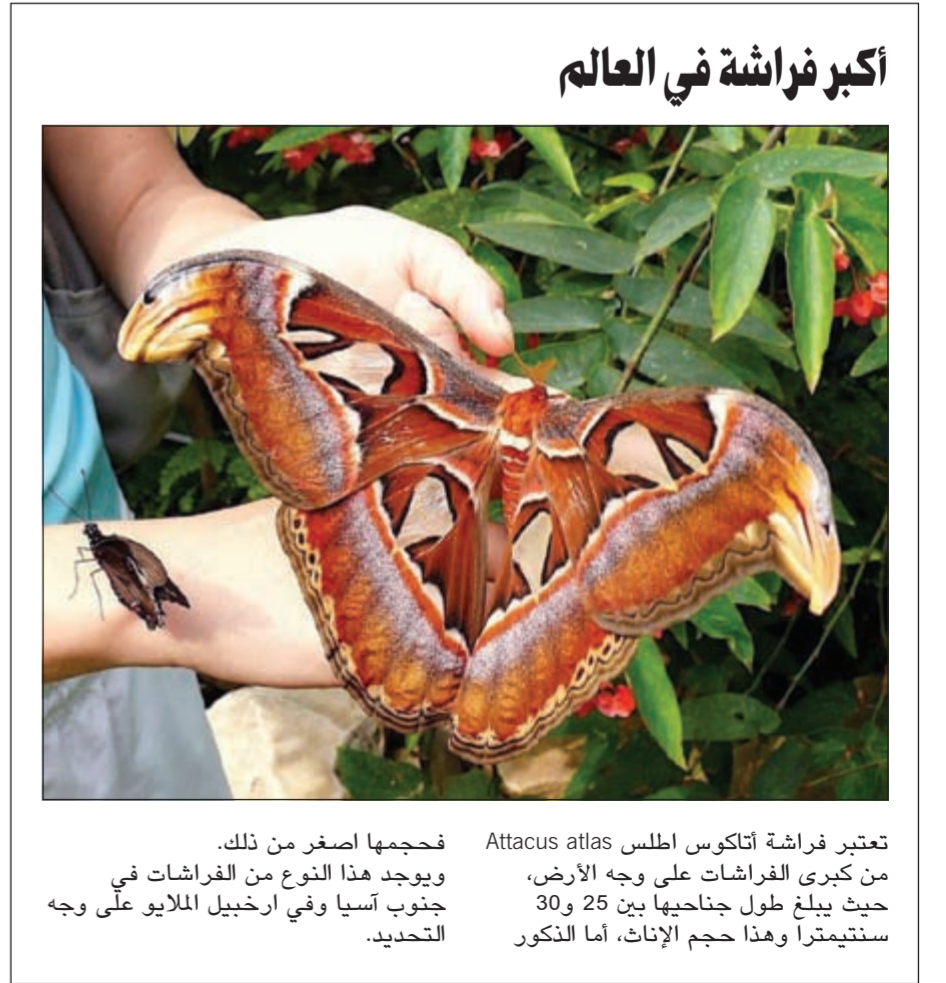 أكبر فراشة في العالم
تعتبر فراشة أتاكوس اطلس Attacus atlas
من كبرى الفراشات على وجه الأرض،
حيث يبلغ طول جناحيها بين 25 و30
سنتيمترا وهذا حجم الإناث، أما الذكور
فحجمها اصغر من ذلك.
ويوجد هذا النوع من الفراشات في
جنوب آسيا وفي ارخبيل الملايو على وجه
التحديد.